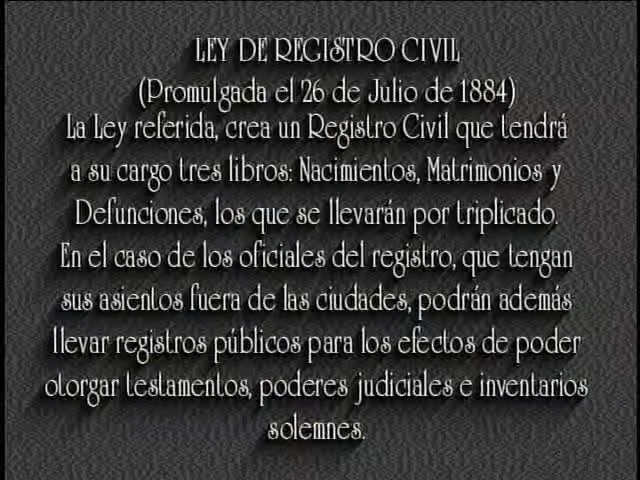 LEY DE REGISTRO CIVIL
(Promulgada el 26 de Julio de 1884)
La Ley referida, crea un Registro Civil que tendrá
a su cargo tres libros: Nacimientos, Matrimonios y
Defunciones, los que se llevarán por triplicado.
En el caso de los oficiales del registro, que tengan
sus asientos fuera de las ciudades, podrán además
llevar registros públicos para los efectos de poder
otorgar testamentos, poderes judiciales e inventarios
solemnes.